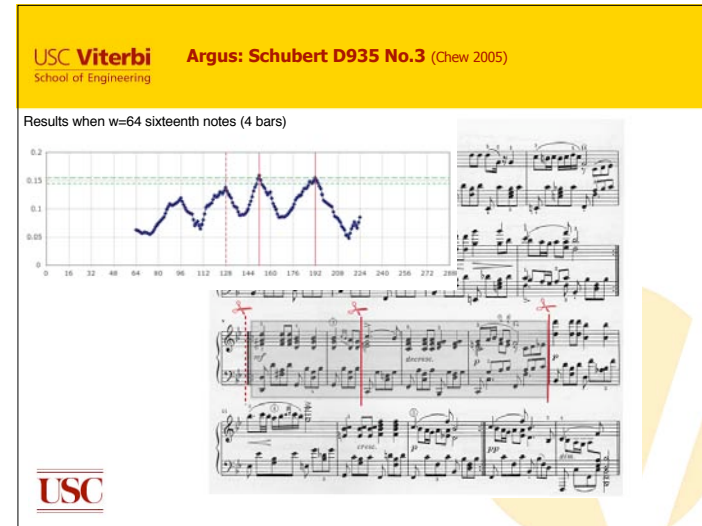 USC Viterbi
School of Engineering
Argus: Schubert D935 No.3 (Chew 2005)
Results when w=64 sixteenth notes (4 bars)
0.2
0.15
0.1
0.05
0
0 16 32 48 64 80 96 112 128 144 160 176 192 208 224 240 256 272 288
mf
decresc.
p
p
cresc.
p
pp
USC